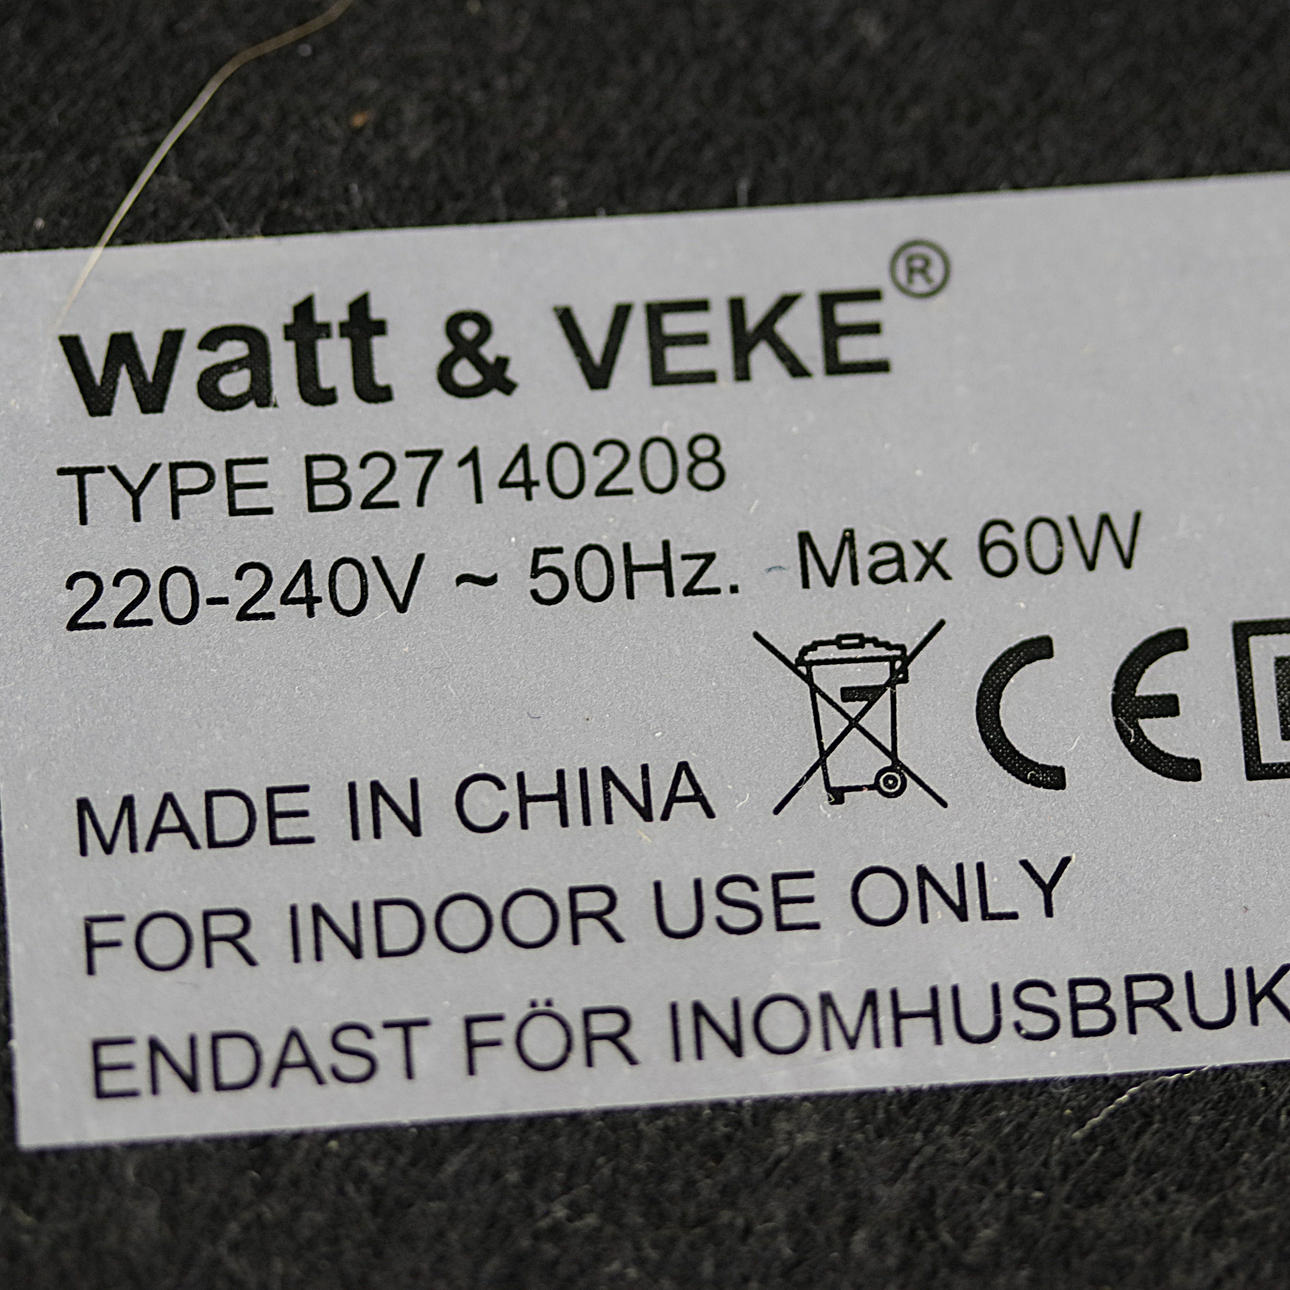 watt & VEKE®
TYPE B27140208
220-240V ~ 50Hz. Max 60W
CE
MADE IN CHINA
FOR INDOOR USE ONLY
ENDAST FÖR INOMHUSBRUK